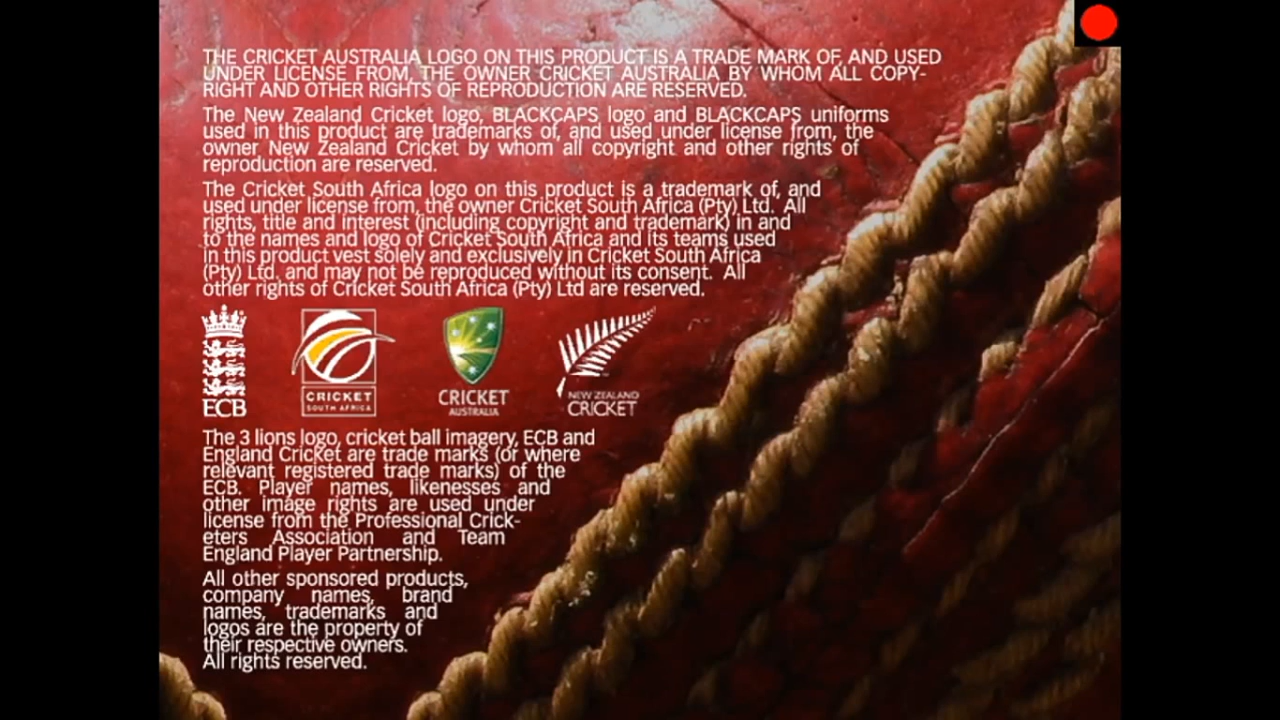 THE CRICKET AUSTRALIA LOGO ON THIS PRODUCT IS A TRADE MARK OF, AND USED
UNDER LICENSE FROM, THE OWNER CRICKET AUSTRALIA BY WHOM ALL COPY-
RIGHT AND OTHER RIGHTS OF REPRODUCTION ARE RESERVED.
The New Zealand Cricket logo, BLACKCAPS logo and BLACKCAPS uniforms
used in this product are trademarks of, and used under license from, the
owner New Zealand Cricket by whom all copyright and other rights of
reproduction are reserved.
The Cricket South Africa logo on this product is a trademark of, and
used under license from, the owner Cricket South Africa (Pty) Ltd. All
rights, title and interest (including copyright and trademark) in and
to the names and logo of Cricket South Africa and its teams used
in this product vest solely and exclusively in Cricket South Africa
(Pty) Ltd. and may not be reproduced without its consent. All
other rights of Cricket South Africa (Pty) Ltd are reserved.
ECB
CRICKET
SOUTH AFRICA
CRICKET
AUSTRALIA
NEW ZEALAND
CRICKET
The 3 lions logo, cricket ball imagery, ECB and
England Cricket are trade marks (or where
relevant registered trade marks) of the
ECB. Player names, likenesses and
other image rights are used under
license from the Professional Crick-
eters Association and Team
England Player Partnership.
All other sponsored products,
company names, brand
names, trademarks and
logos are the property of
their respective owners.
All rights reserved.